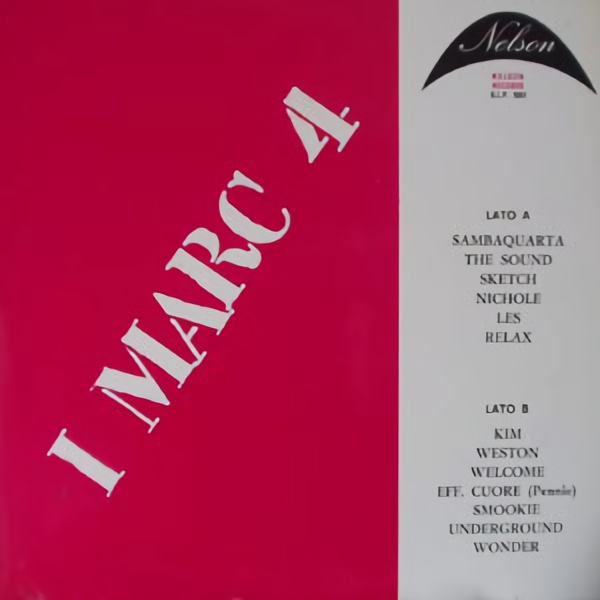 I MARC 4
Nelson
LATO A
SAMBAQUARTA
THE SOUND
SKETCH
NICHOLE
LES
RELAX
LATO B
KIM
WESTON
WELCOME
EFF. CUORE
SMOOKIE
UNDERGROUND
WONDER